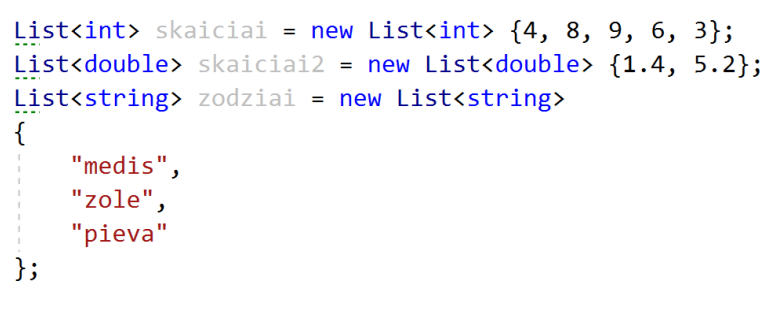 List<int> skaiciai = new List<int> {4, 8, 9, 6, 3};
List<double> skaiciai2 = new List<double> {1.4, 5.2};
List<string> zodziai = new List<string>
{
    "medis",
    "zole",
    "pieva"
};